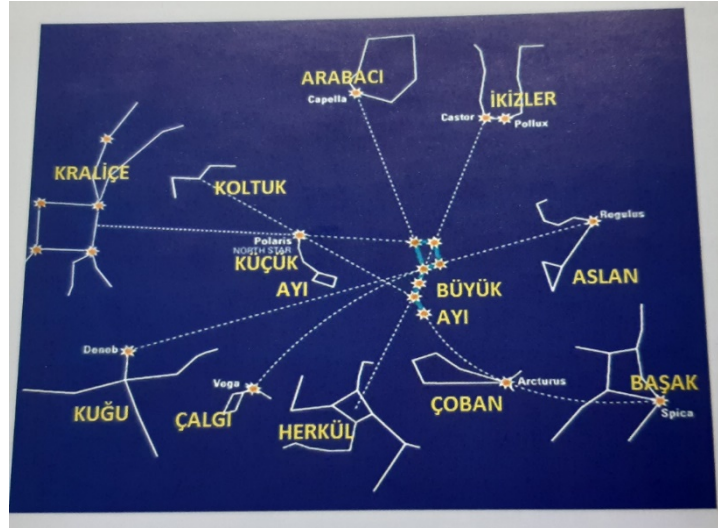 ARABACI
Capella
İKİZLER
Castor
Pollux
KRALİÇE
KOLTUK
Polaris
NORTH STAR
KÜÇÜK
AYI
Regulus
ASLAN
BÜYÜK
AYI
Deneb
KUĞU
Vega
ÇALGI
HERKÜL
ÇOBAN
Arcturus
BAŞAK
Spica